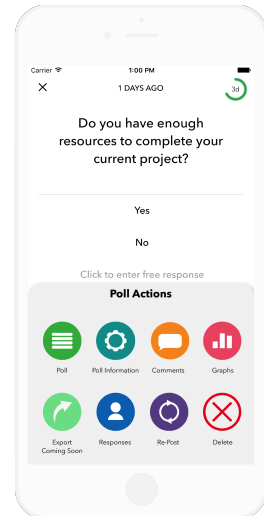 Carrier 1:00 PM
1 DAYS AGO 3d
Do you have enough
resources to complete your
current project?
Yes
No
Click to enter free response
Poll Actions
Poll Poll Information Comments Graphs
Export
Coming Soon Responses Re-Post Delete